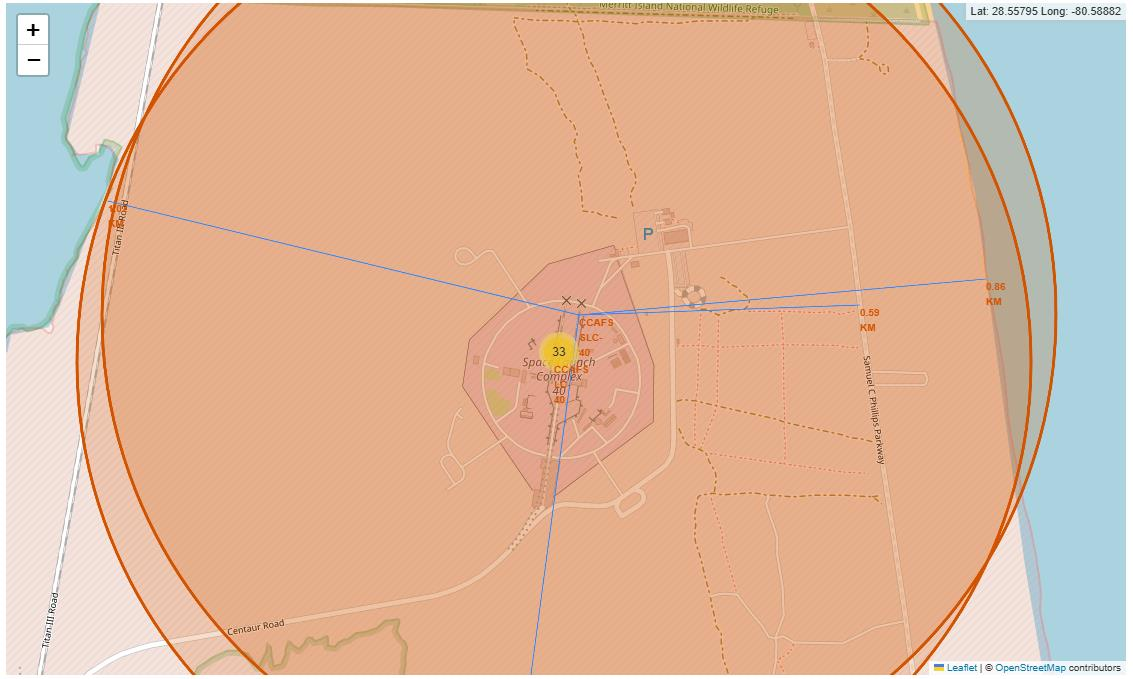 Merritt Island National Wildlife Refuge
Lat: 28.55795 Long: -80.58882
+
−
KM
Titan III Road
P
0.86
KM
0.59
KM
CCAFS
SLC-
40
33
Complex
40
CCAFS
LC-
40
Samuel C Phillips Parkway
Titan III Road
Centaur Road
Leaflet | © OpenStreetMap contributors